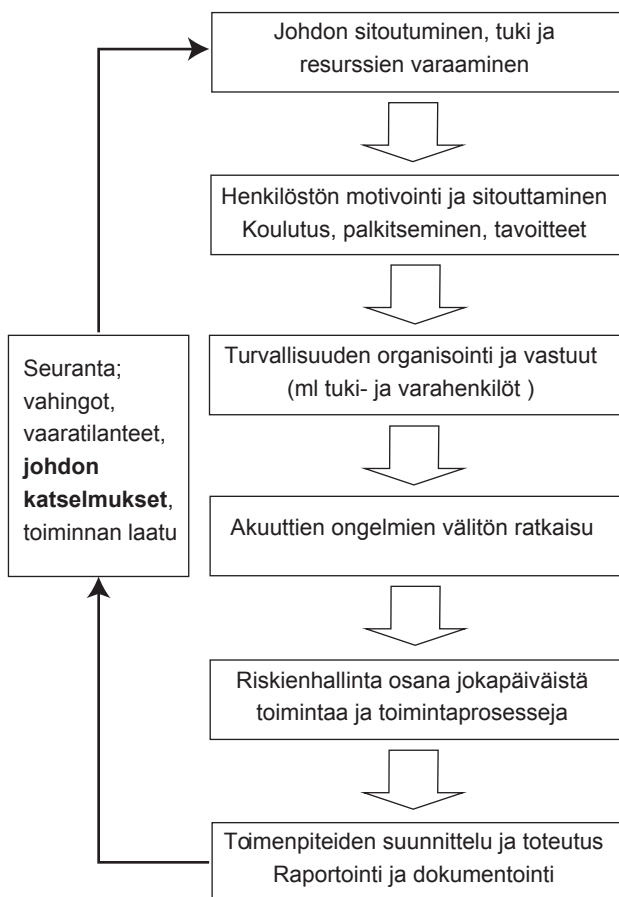 Johdon sitoutuminen, tuki ja
resurssien varaaminen
Henkilöstön motivointi ja sitouttaminen
Koulutus, palkitseminen, tavoitteet
Turvallisuuden organisointi ja vastuut
(ml tuki- ja varahenkilöt )
Akuuttien ongelmien välitön ratkaisu
Riskienhallinta osana jokapäiväistä
toimintaa ja toimintaprosesseja
Toimenpiteiden suunnittelu ja toteutus
Raportointi ja dokumentointi
Seuranta;
vahingot,
vaaratilanteet,
johdon
katselmukset,
toiminnan laatu